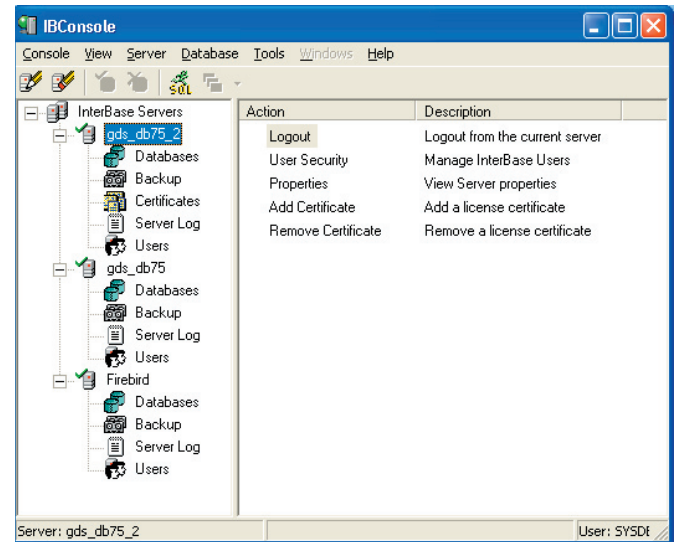 IBConsole
Console View Server Database Tools Windows Help
SQL
InterBase Servers
gds_db75_2
Databases
Backup
Certificates
Server Log
Users
gds_db75
Databases
Backup
Server Log
Users
Firebird
Databases
Backup
Server Log
Users
Action Description
Logout Logout from the current server
User Security Manage InterBase Users
Properties View Server properties
Add Certificate Add a license certificate
Remove Certificate Remove a license certificate
Server: gds_db75_2 User: SYSD